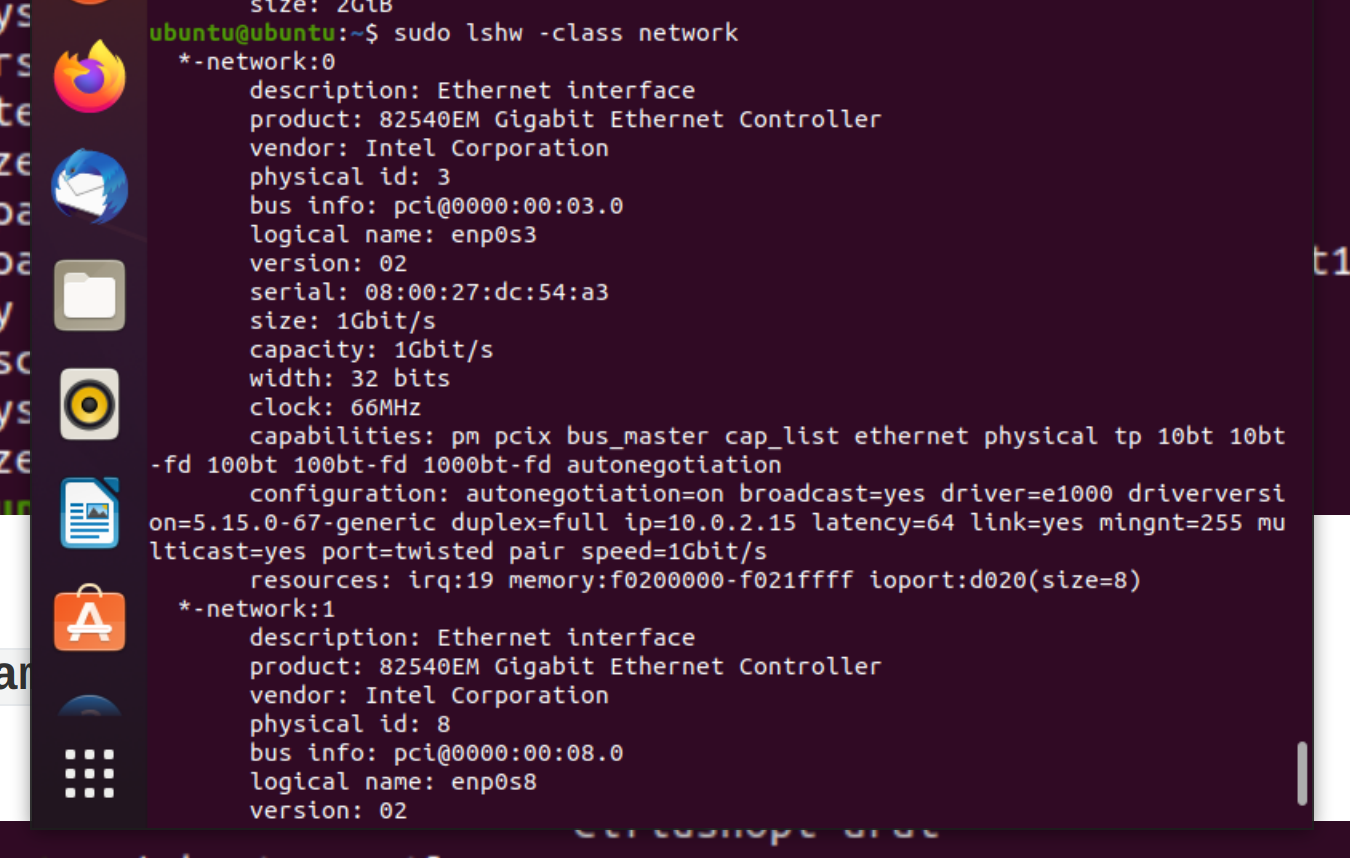 size: 2GiB
ubuntu@ubuntu:~$ sudo lshw -class network
*-network:0
description: Ethernet interface
product: 82540EM Gigabit Ethernet Controller
vendor: Intel Corporation
physical id: 3
bus info: pci@0000:00:03.0
logical name: enp0s3
version: 02
serial: 08:00:27:dc:54:a3
size: 1Gbit/s
capacity: 1Gbit/s
width: 32 bits
clock: 66MHz
capabilities: pm pcix bus_master cap_list ethernet physical tp 10bt 10bt
-fd 100bt 100bt-fd 1000bt-fd autonegotiation
configuration: autonegotiation=on broadcast=yes driver=e1000 driverversi
on=5.15.0-67-generic duplex=full ip=10.0.2.15 latency=64 link=yes mingnt=255 mu
lticast=yes port=twisted pair speed=1Gbit/s
resources: irq:19 memory:f0200000-f021ffff ioport:d020(size=8)
*-network:1
description: Ethernet interface
product: 82540EM Gigabit Ethernet Controller
vendor: Intel Corporation
physical id: 8
bus info: pci@0000:00:08.0
logical name: enp0s8
version: 02